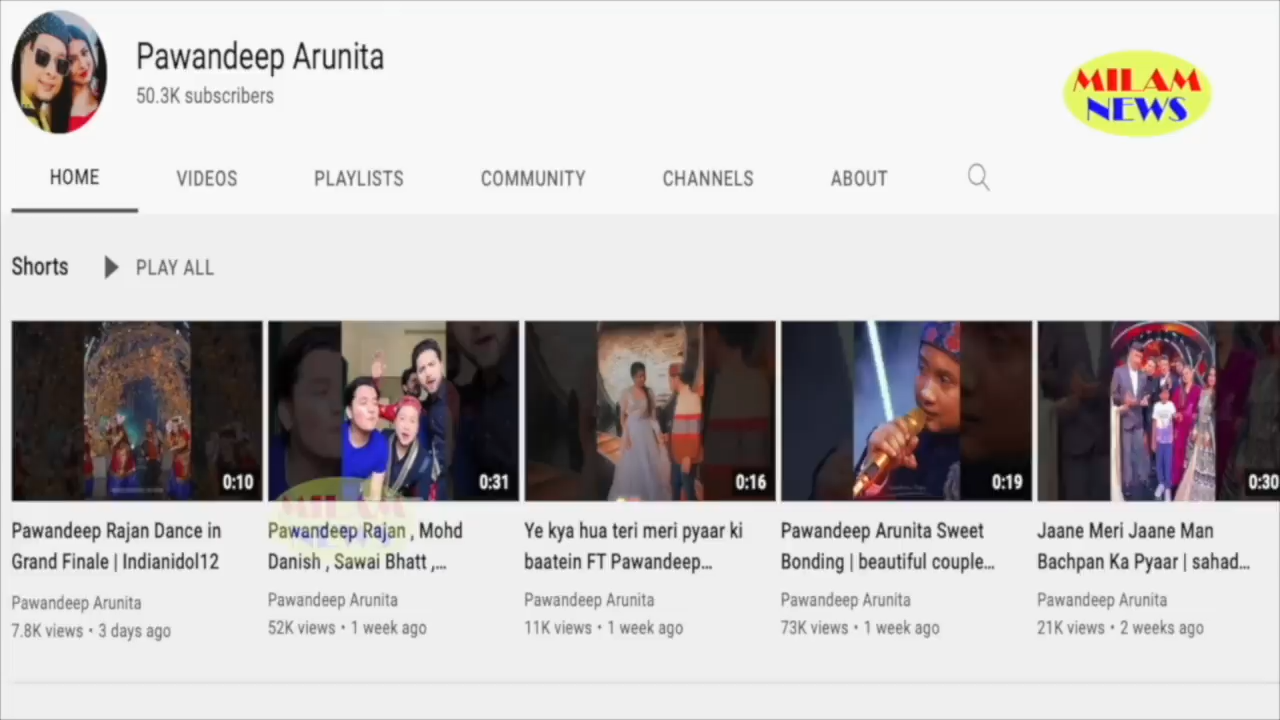 Pawandeep Arunita
50.3K subscribers
MILAM
NEWS
HOME VIDEOS PLAYLISTS COMMUNITY CHANNELS ABOUT
Shorts PLAY ALL
0:10 0:31 0:16 0:19 0:30
MILAM
NEWS
Pawandeep Rajan Dance in
Grand Finale | Indianidol12
Pawandeep Arunita
7.8K views • 3 days ago
Pawandeep Rajan , Mohd
Danish , Sawai Bhatt ,...
Pawandeep Arunita
52K views • 1 week ago
Ye kya hua teri meri pyaar ki
baatein FT Pawandeep...
Pawandeep Arunita
11K views • 1 week ago
Pawandeep Arunita Sweet
Bonding | beautiful couple...
Pawandeep Arunita
73K views • 1 week ago
Jaane Meri Jaane Man
Bachpan Ka Pyaar | sahad...
Pawandeep Arunita
21K views • 2 weeks ago